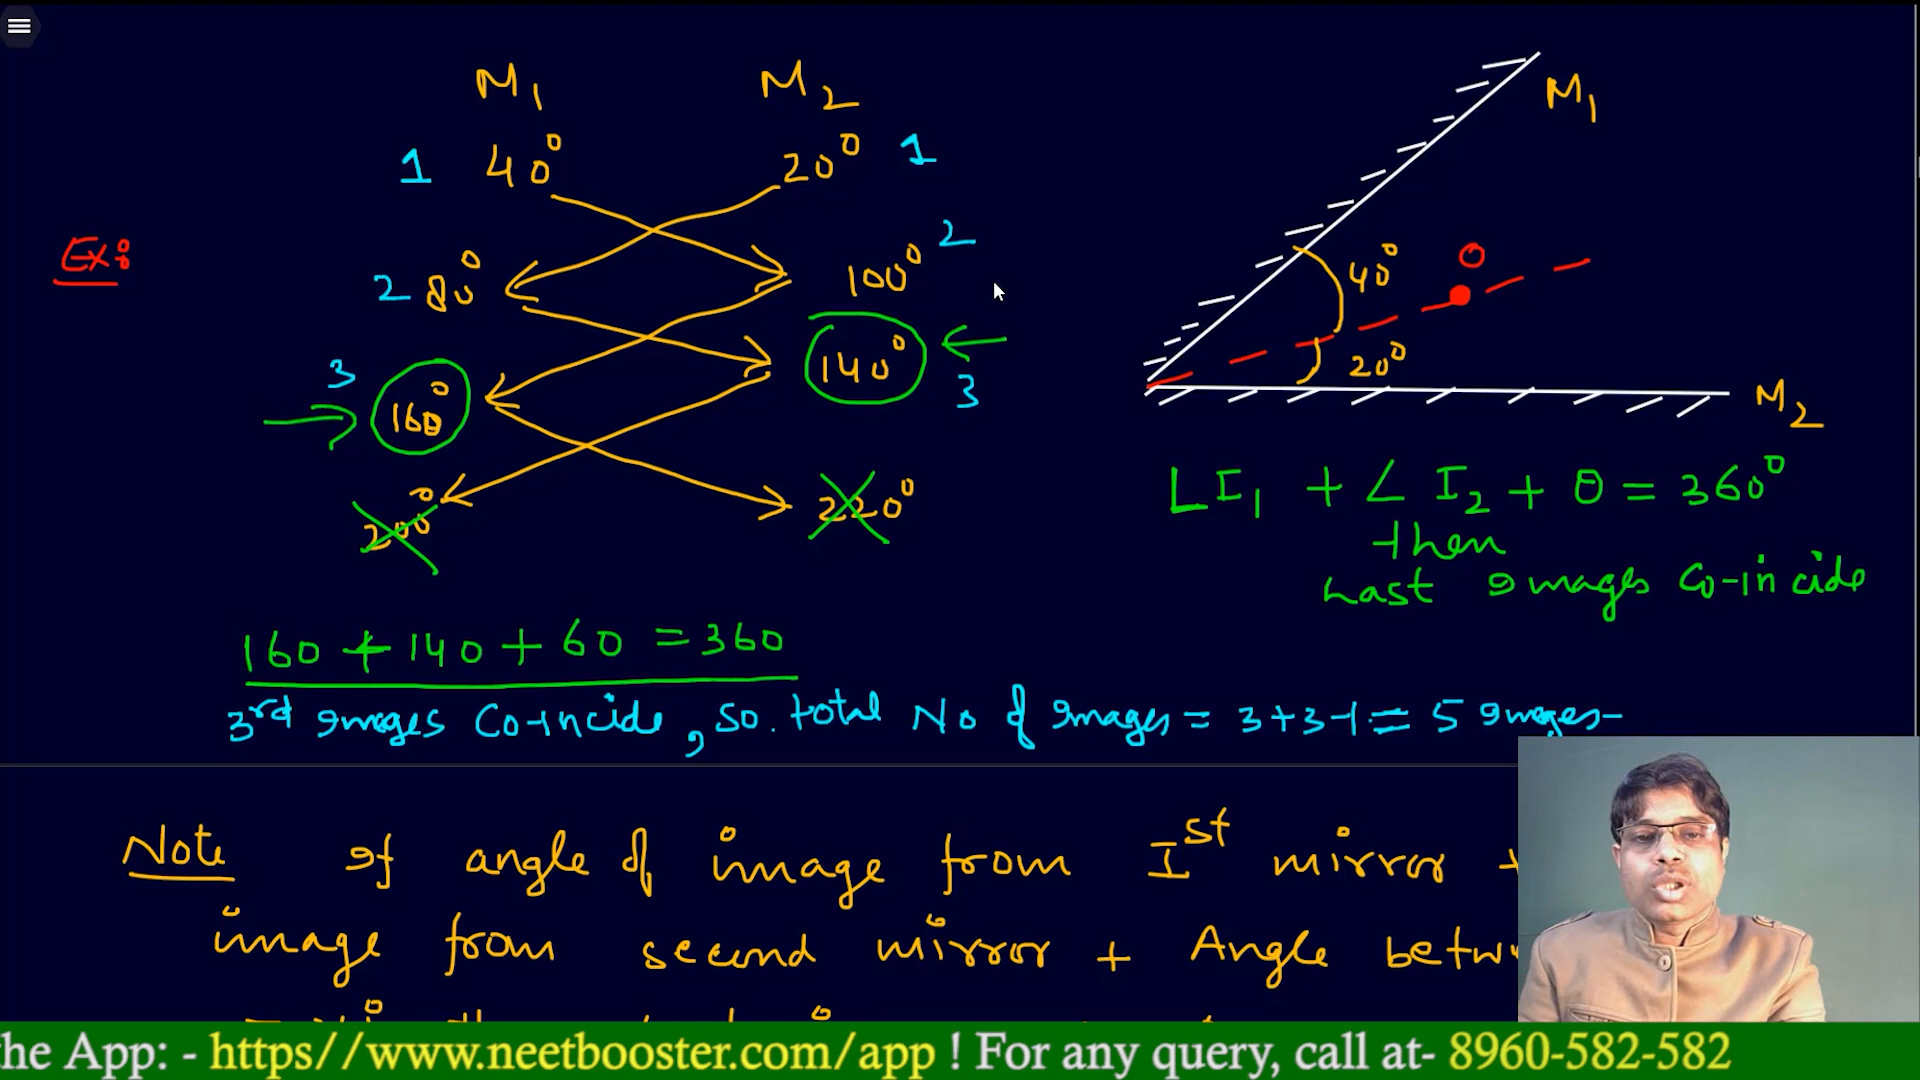 M1 M2
1 40° 20° 1
Ex:
2 80° 100° 2
3 160° 140° 3
200° 220°
160 + 140 + 60 = 360
3rd Images Co-incide, so. total No of Images = 3+3-1 = 5 Images
M1
O
40°
20°
M2
∠I1 + ∠I2 + θ = 360°
then
Last Images Co-incide
Note If angle of image from Ist mirror +
image from second mirror + Angle betw
the App: - https//www.neetbooster.com/app ! For any query, call at- 8960-582-582